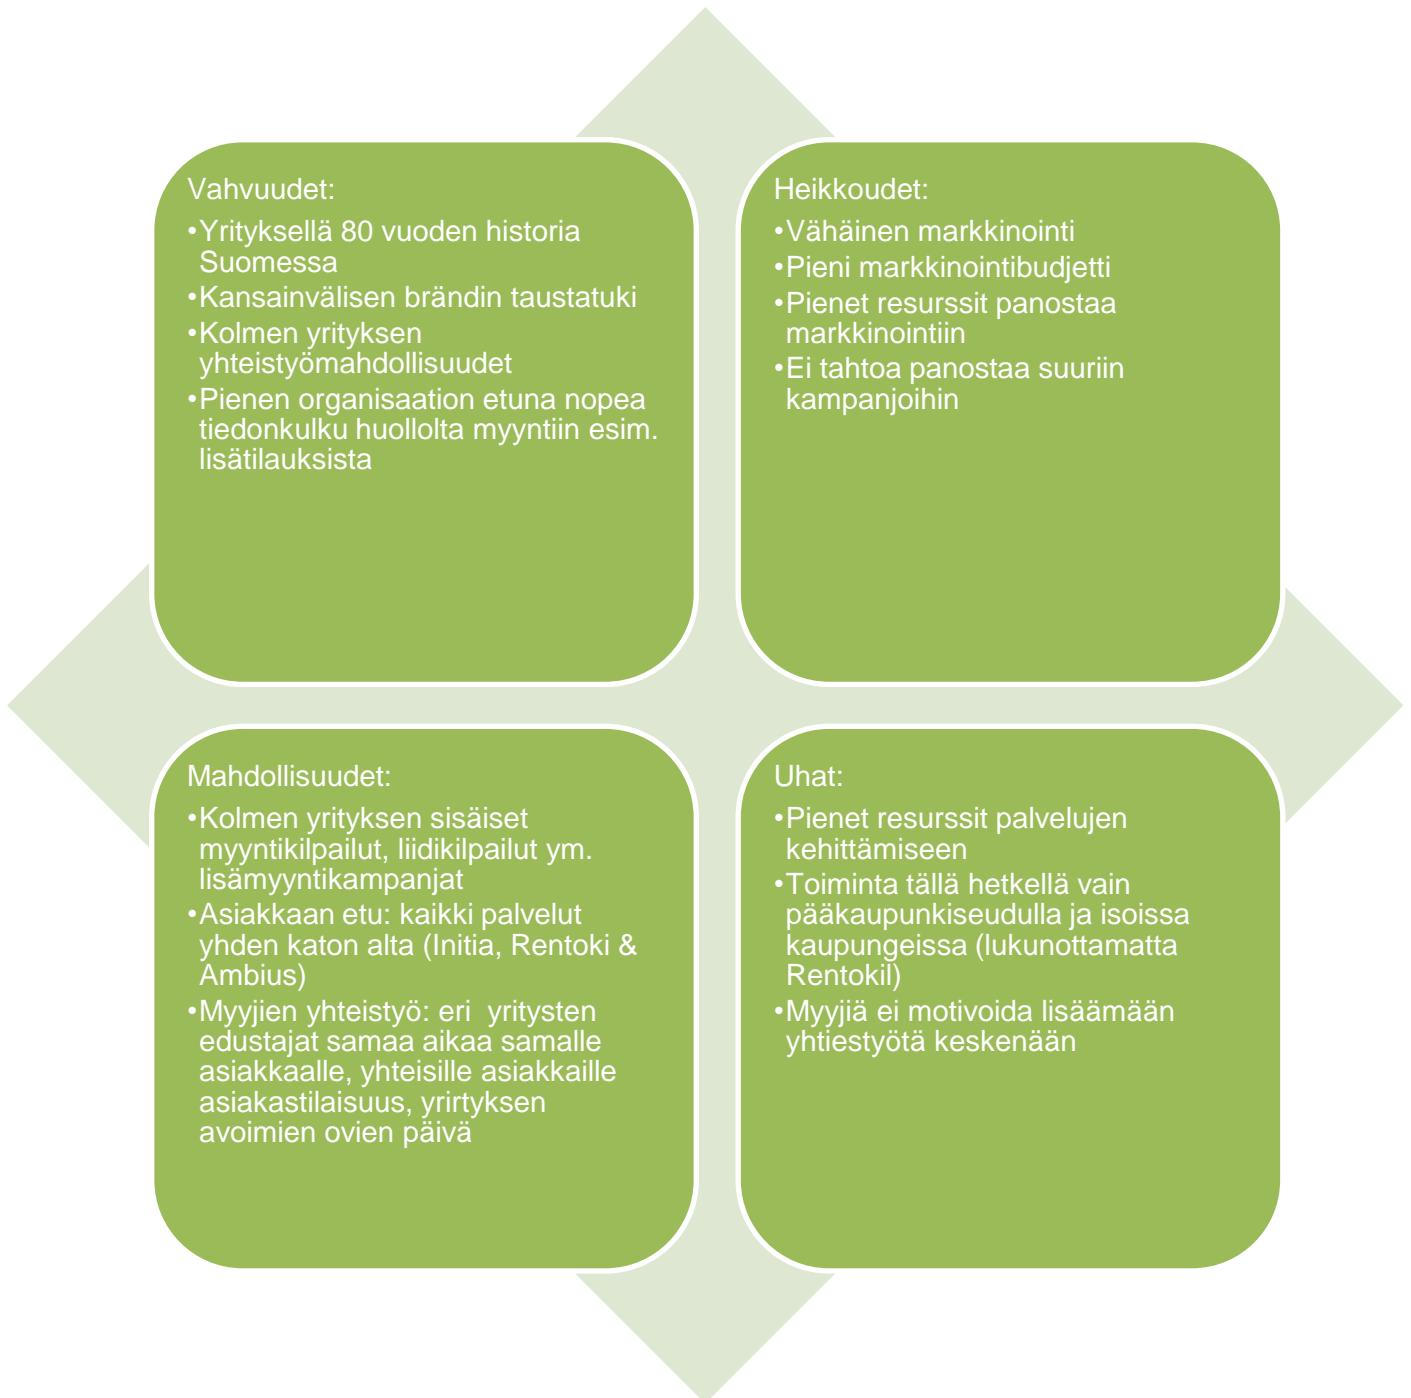 Vahvuudet:
•Yrityksellä 80 vuoden historia
Suomessa
•Kansainvälisen brändin taustatuki
•Kolmen yrityksen
yhteistyömahdollisuudet
•Pienen organisaation etuna nopea
tiedonkulku huollolta myyntiin esim.
lisätilauksista
Heikkoudet:
•Vähäinen markkinointi
•Pieni markkinointibudjetti
•Pienet resurssit panostaa
markkinointiin
•Ei tahtoa panostaa suuriin
kampanjoihin
Mahdollisuudet:
•Kolmen yrityksen sisäiset
myyntikilpailut, liidikilpailut ym.
lisämyyntikampanjat
•Asiakkaan etu: kaikki palvelut
yhden katon alta (Initia, Rentoki &
Ambius)
•Myyjien yhteistyö: eri  yritysten
edustajat samaa aikaa samalle
asiakkaalle, yhteisille asiakkaille
asiakastilaisuus, yrirtyksen
avoimien ovien päivä
Uhat:
•Pienet resurssit palvelujen
kehittämiseen
•Toiminta tällä hetkellä vain
pääkaupunkiseudulla ja isoissa
kaupungeissa (lukunottamatta
Rentokil)
•Myyjiä ei motivoida lisäämään
yhtiestyötä keskenään